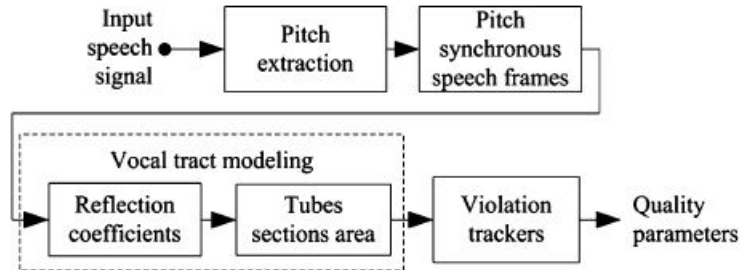 Input
speech
signal
Pitch
extraction
Pitch
synchronous
speech frames
Vocal tract modeling
Reflection
coefficients
Tubes
sections area
Violation
trackers
Quality
parameters